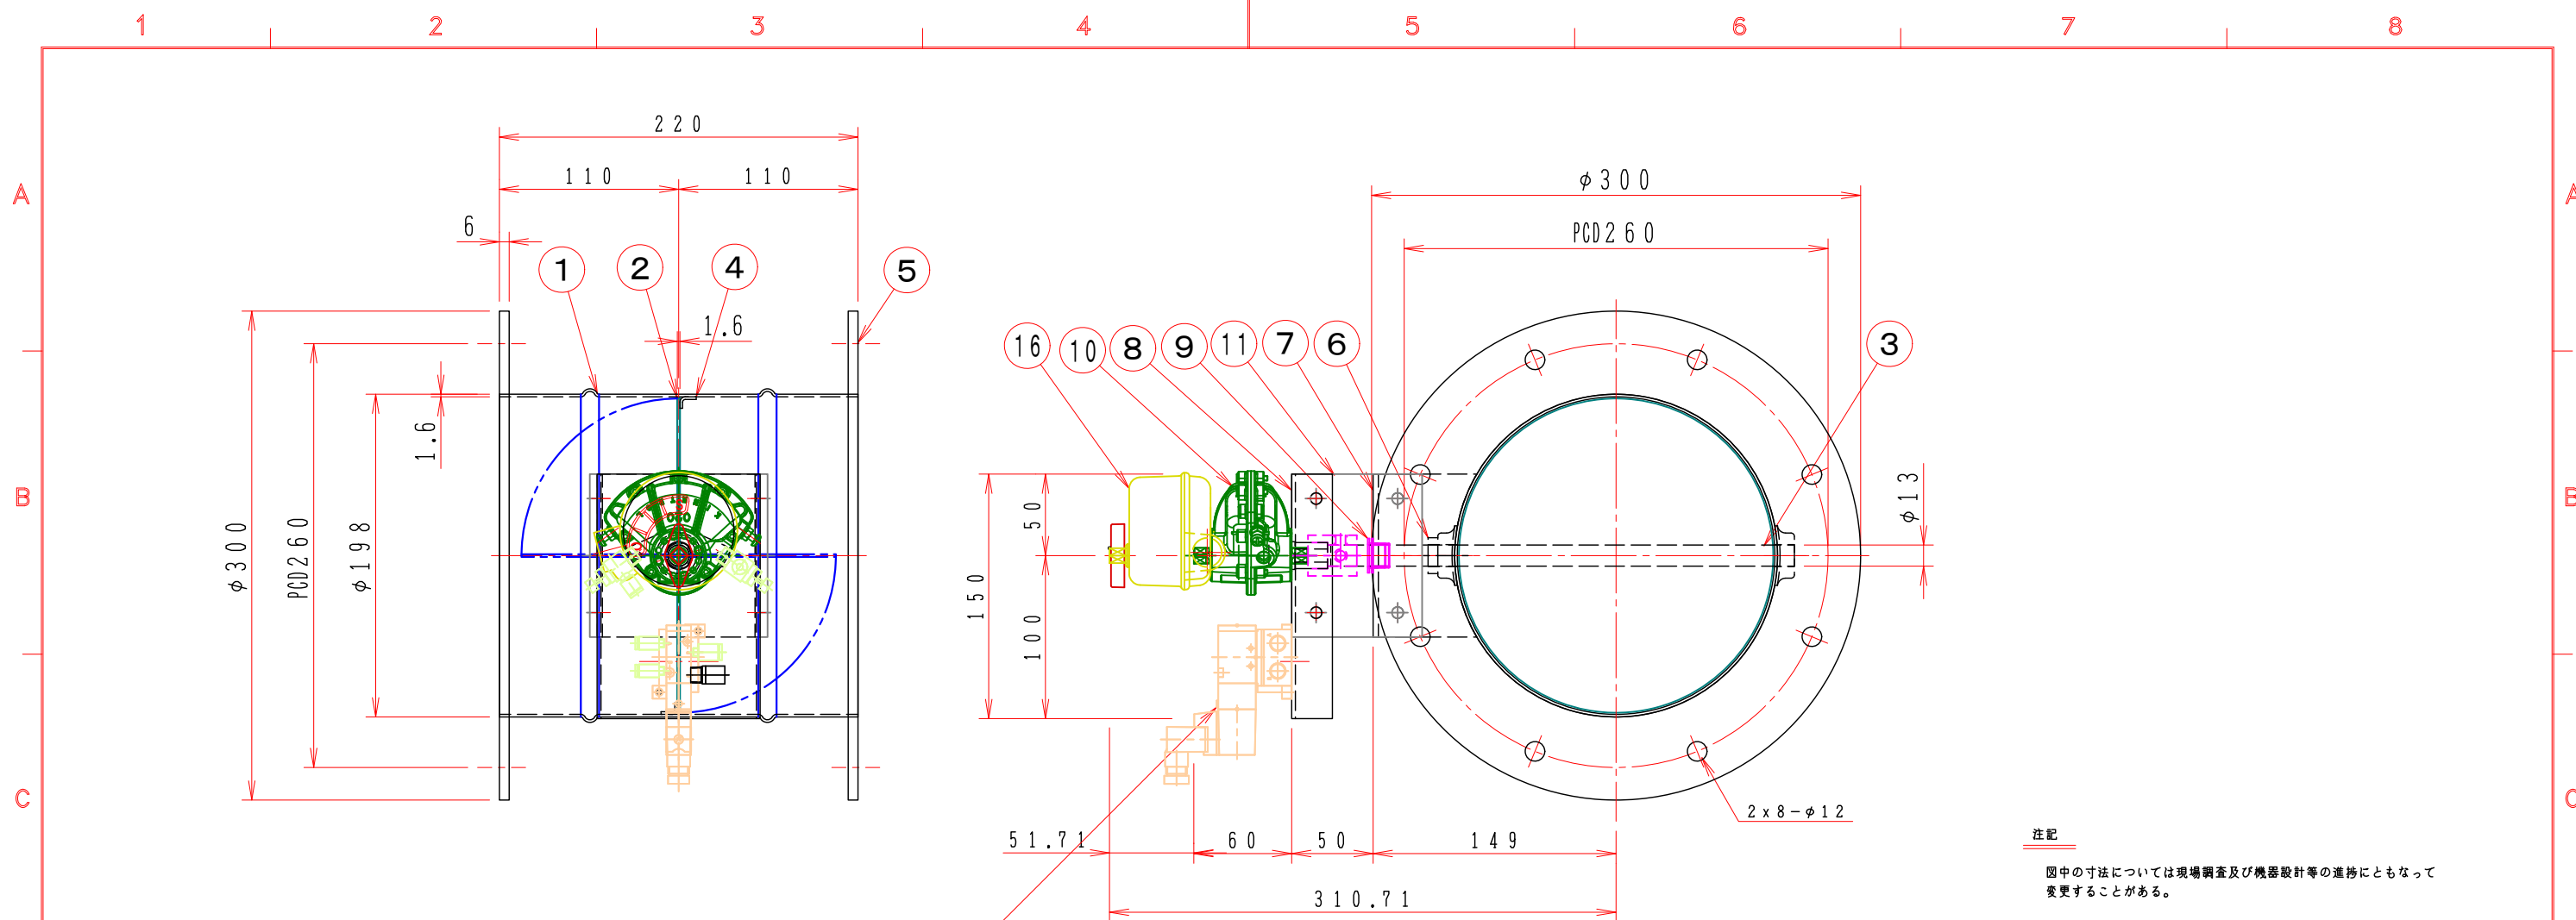 1 2 3 4 5 6 7 8
220
110 110
φ300
A A
PCD260
6
1 2 4 5
1.6
16 10 8 9 11 7 6 3
1.6
B B
φ300
PCD260
φ198
150
50
100
φ13
C
2x8-φ12
51.71 60 50 149
310.71
注記
図中の寸法については現場調査及び機器設計等の進捗にともなって
変更することがある。